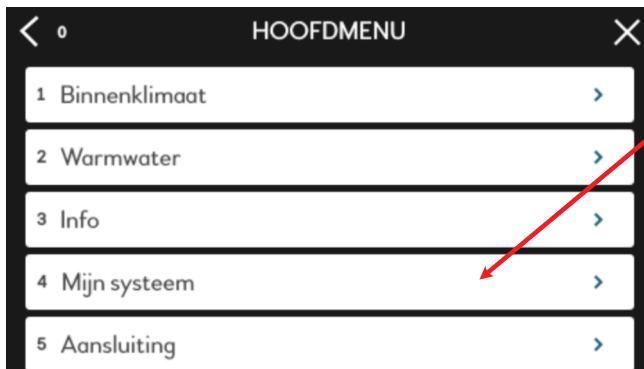 0 HOOFDMENU
1 Binnenklimaat
2 Warmwater
3 Info
4 Mijn systeem
5 Aansluiting